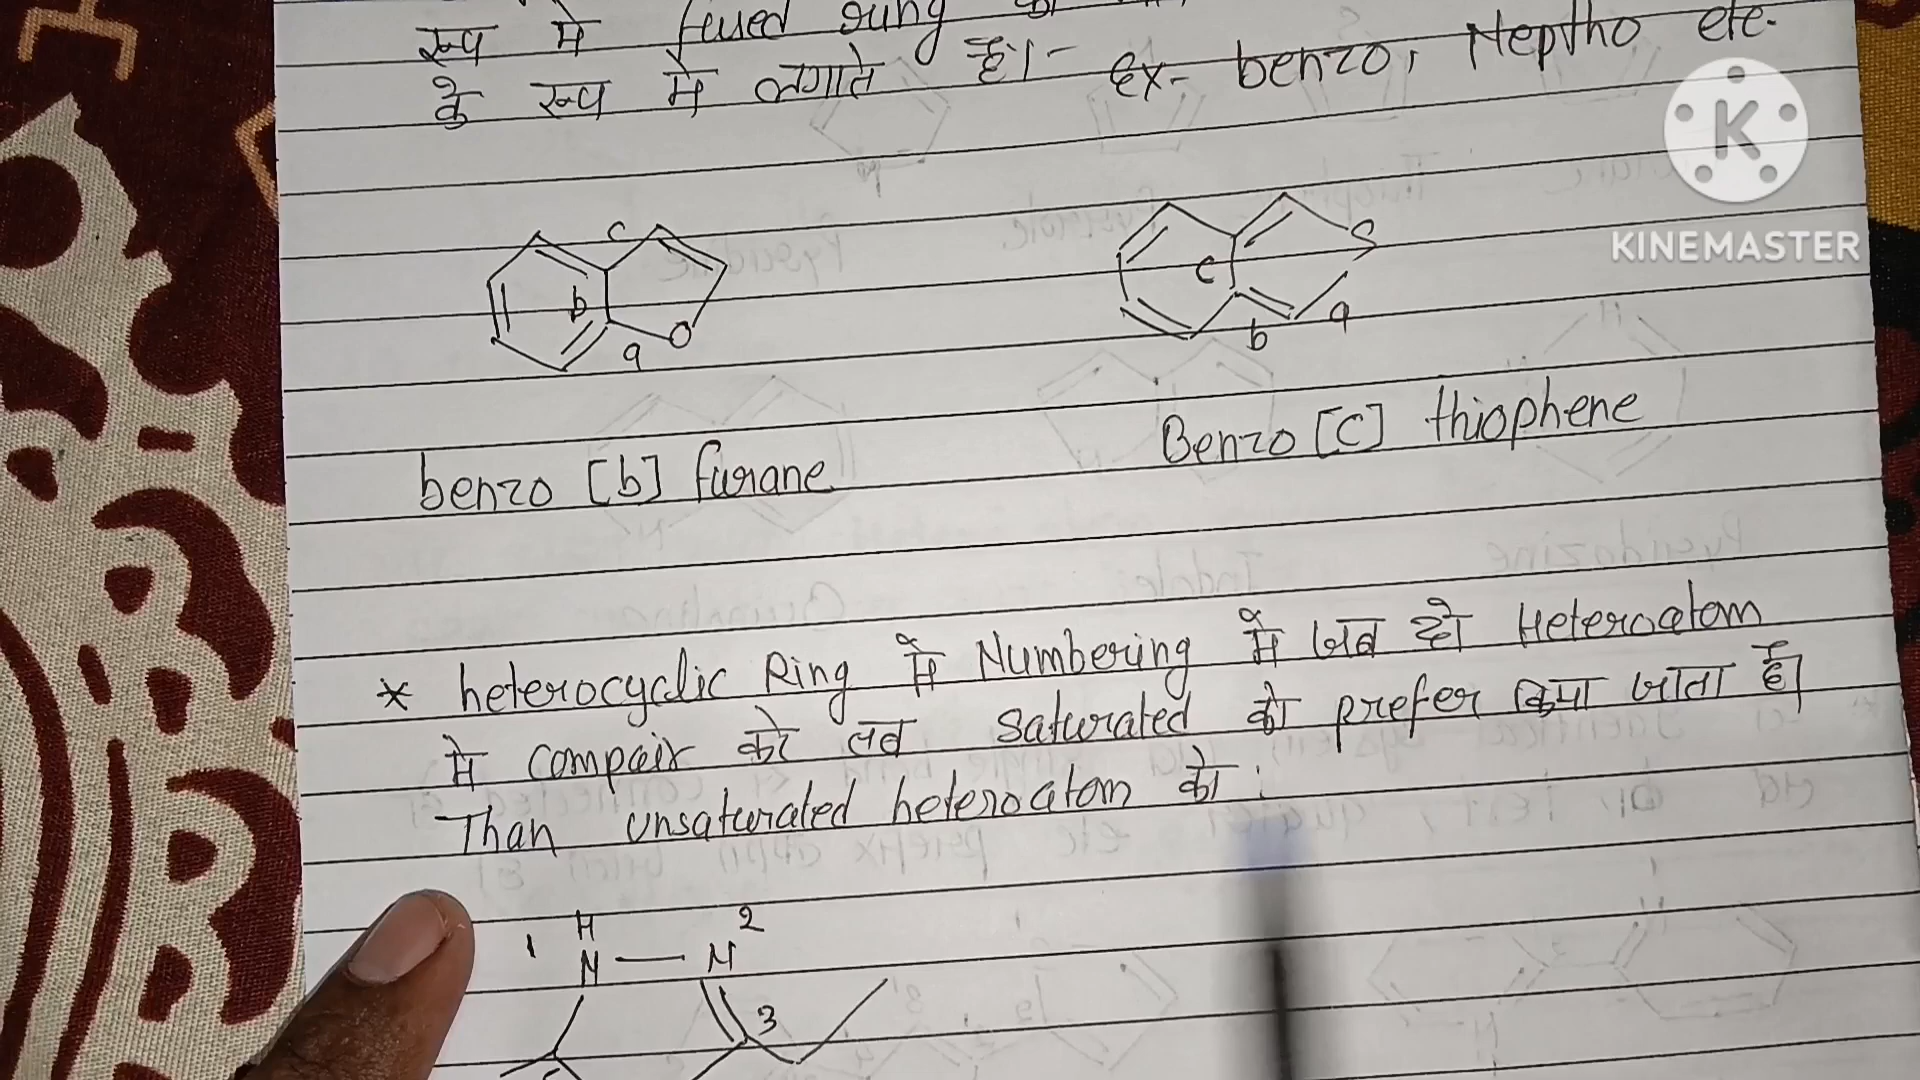 रूप में fused ring
के रूप में लगाते हैं।- Ex- benzo, Neptho etc.
KINEMASTER
c
b
a
O
S
c
b
a
benzo [b] furane
Benzo [C] thiophene
* heterocyclic Ring में Numbering में जब दो Heteroatom
में compair को तब saturated को prefer किया जाता है।
Than unsaturated heteroatom को
1 H 2
N — N
3